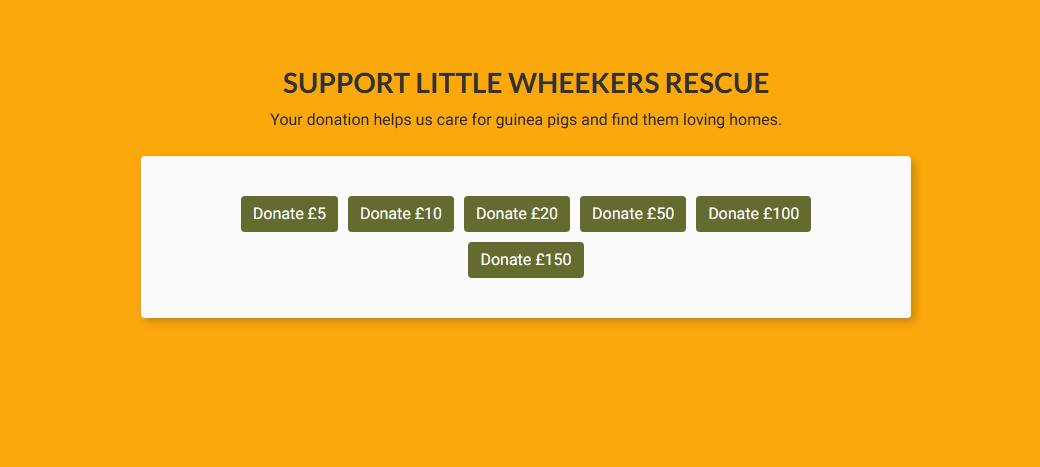 SUPPORT LITTLE WHEEKERS RESCUE
Your donation helps us care for guinea pigs and find them loving homes.
Donate £5 Donate £10 Donate £20 Donate £50 Donate £100
Donate £150